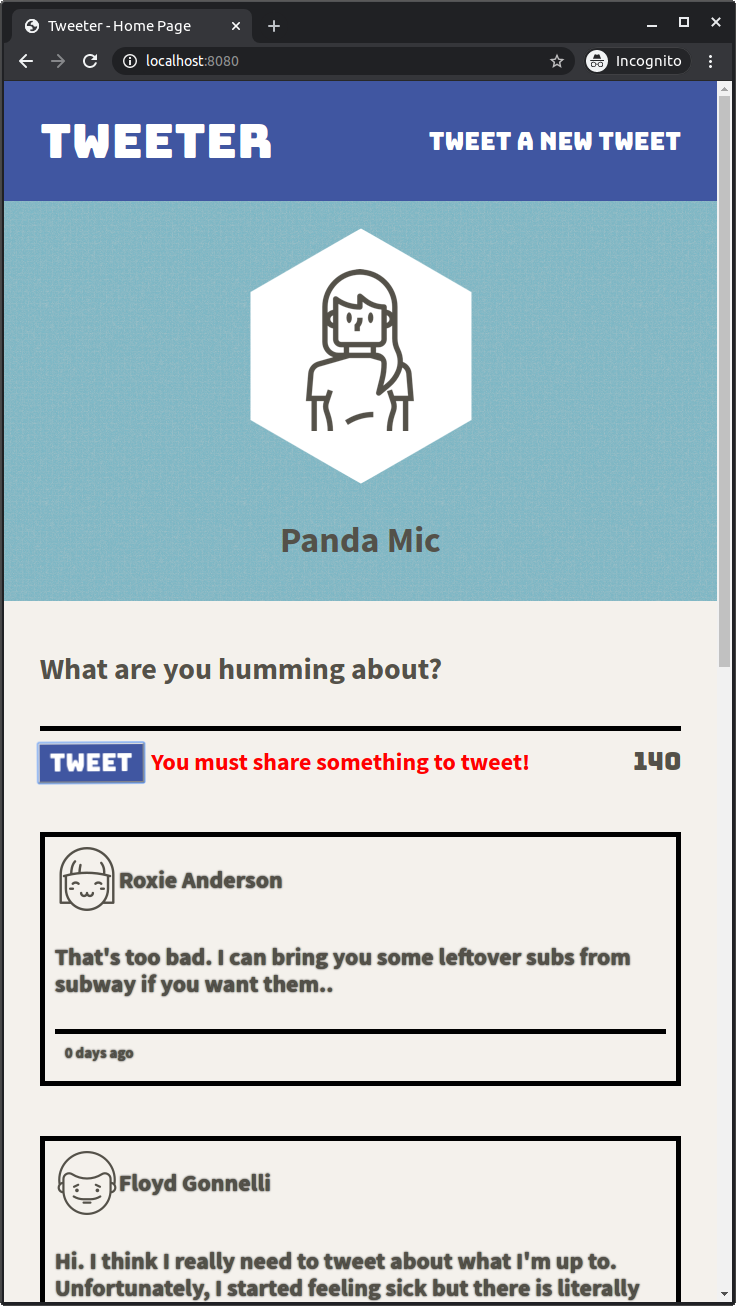 Tweeter - Home Page
localhost:8080
Incognito
TWEETER
TWEET A NEW TWEET
Panda Mic
What are you humming about?
TWEET You must share something to tweet! 140
Roxie Anderson
That's too bad. I can bring you some leftover subs from
subway if you want them..
0 days ago
Floyd Gonnelli
Hi. I think I really need to tweet about what I'm up to.
Unfortunately, I started feeling sick but there is literally